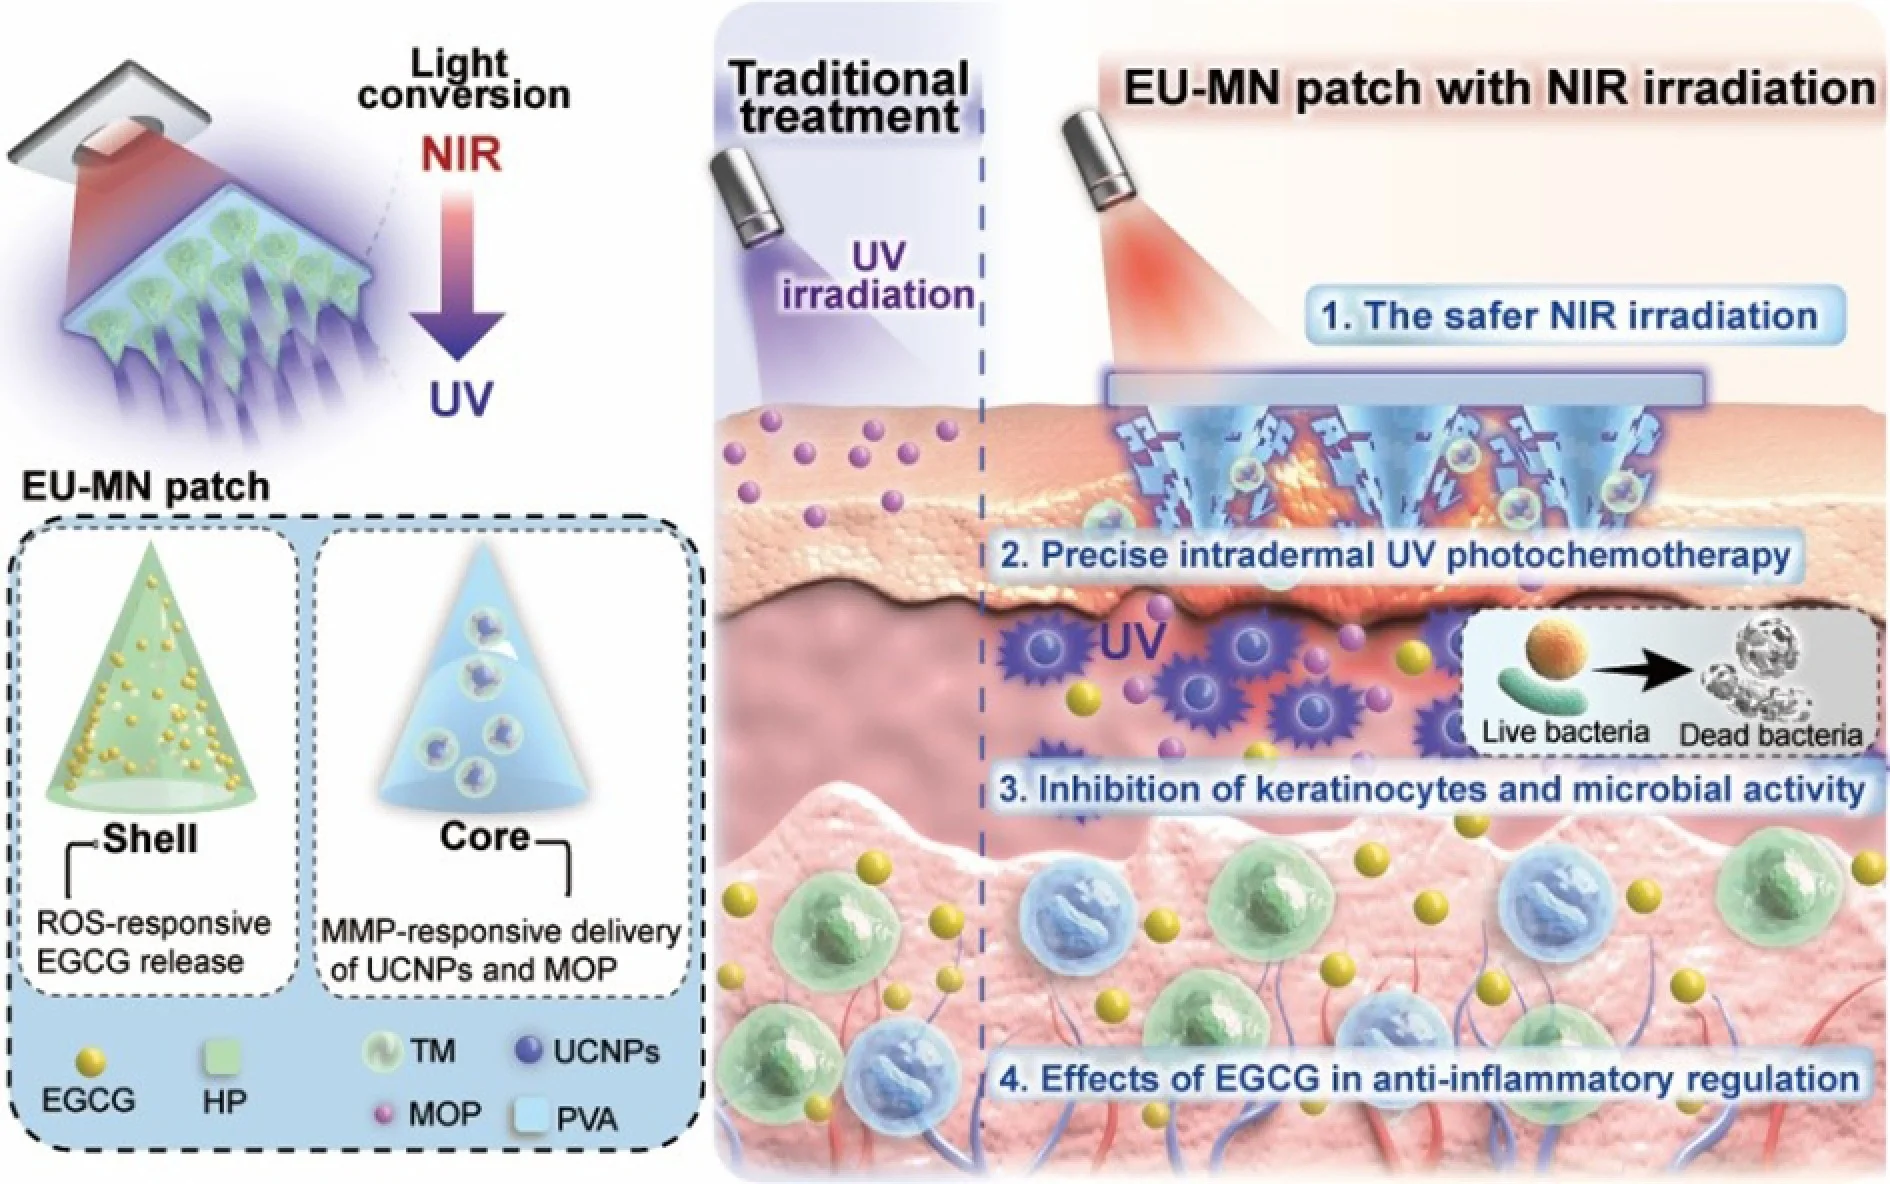 Light
conversion
NIR
UV
EU-MN patch
Shell
ROS-responsive
EGCG release
Core
MMP-responsive delivery
of UCNPs and MOP
EGCG
HP
TM
UCNPs
MOP
PVA
Traditional
treatment
UV
irradiation
EU-MN patch with NIR irradiation
1. The safer NIR irradiation
2. Precise intradermal UV photochemotherapy
UV
Live bacteria
Dead bacteria
3. Inhibition of keratinocytes and microbial activity
4. Effects of EGCG in anti-inflammatory regulation